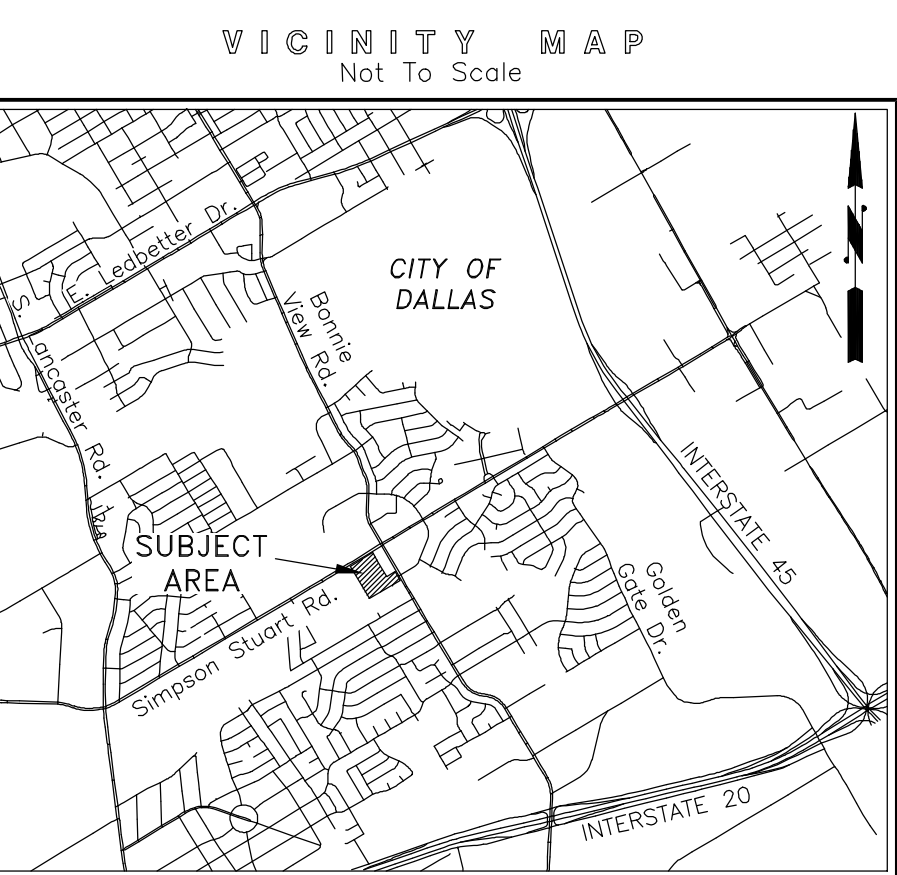 VICINITY MAP
Not To Scale
N
E. Ledbetter Dr.
CITY OF
DALLAS
S. Lancaster Rd.
Bonnie
View Rd.
INTERSTATE 45
SUBJECT
AREA
Simpson Stuart Rd.
Golden
Gate Dr.
INTERSTATE 20